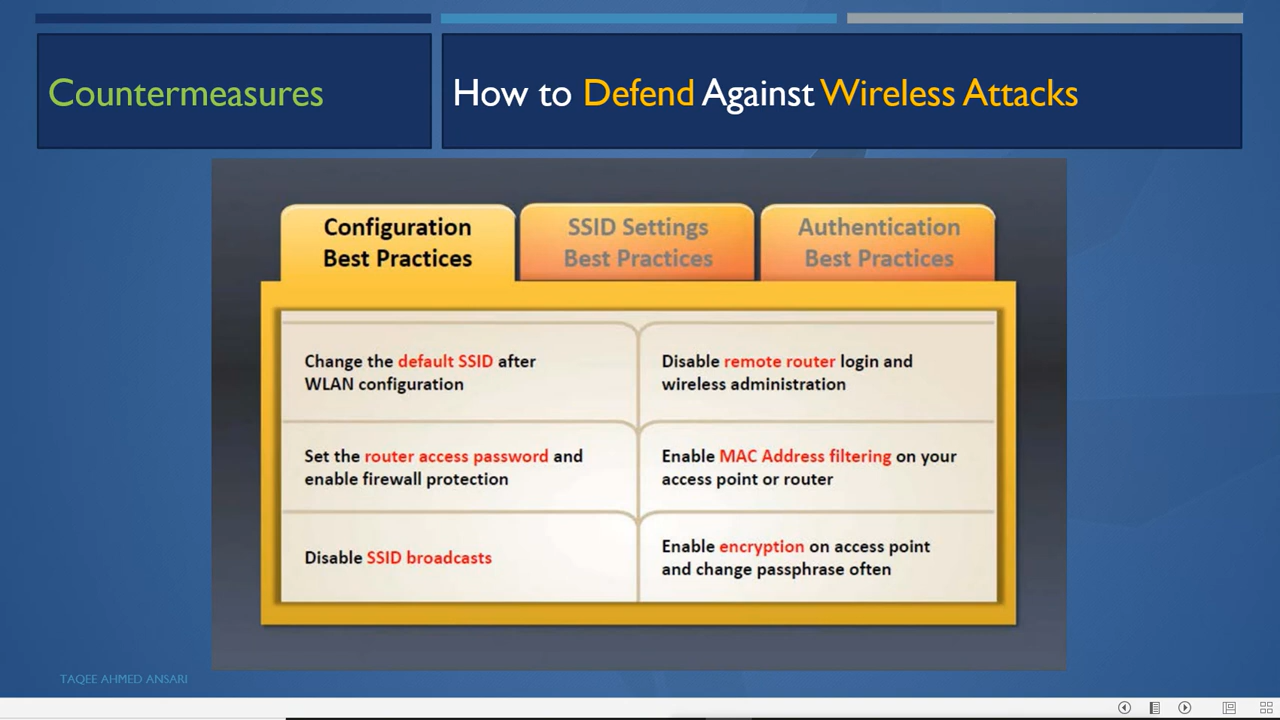 Countermeasures
How to Defend Against Wireless Attacks
Configuration
Best Practices
SSID Settings
Best Practices
Authentication
Best Practices
Change the default SSID after
WLAN configuration
Disable remote router login and
wireless administration
Set the router access password and
enable firewall protection
Enable MAC Address filtering on your
access point or router
Disable SSID broadcasts
Enable encryption on access point
and change passphrase often
TAQEE AHMED ANSARI